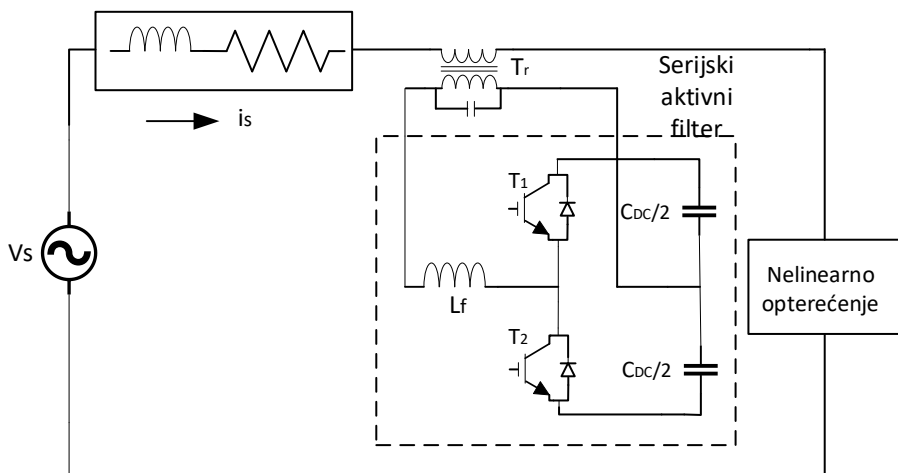 Serijski
aktivni
filter
Tr
is
T1
CDC/2
Vs
Nelinearno
opterećenje
Lf
T2
CDC/2